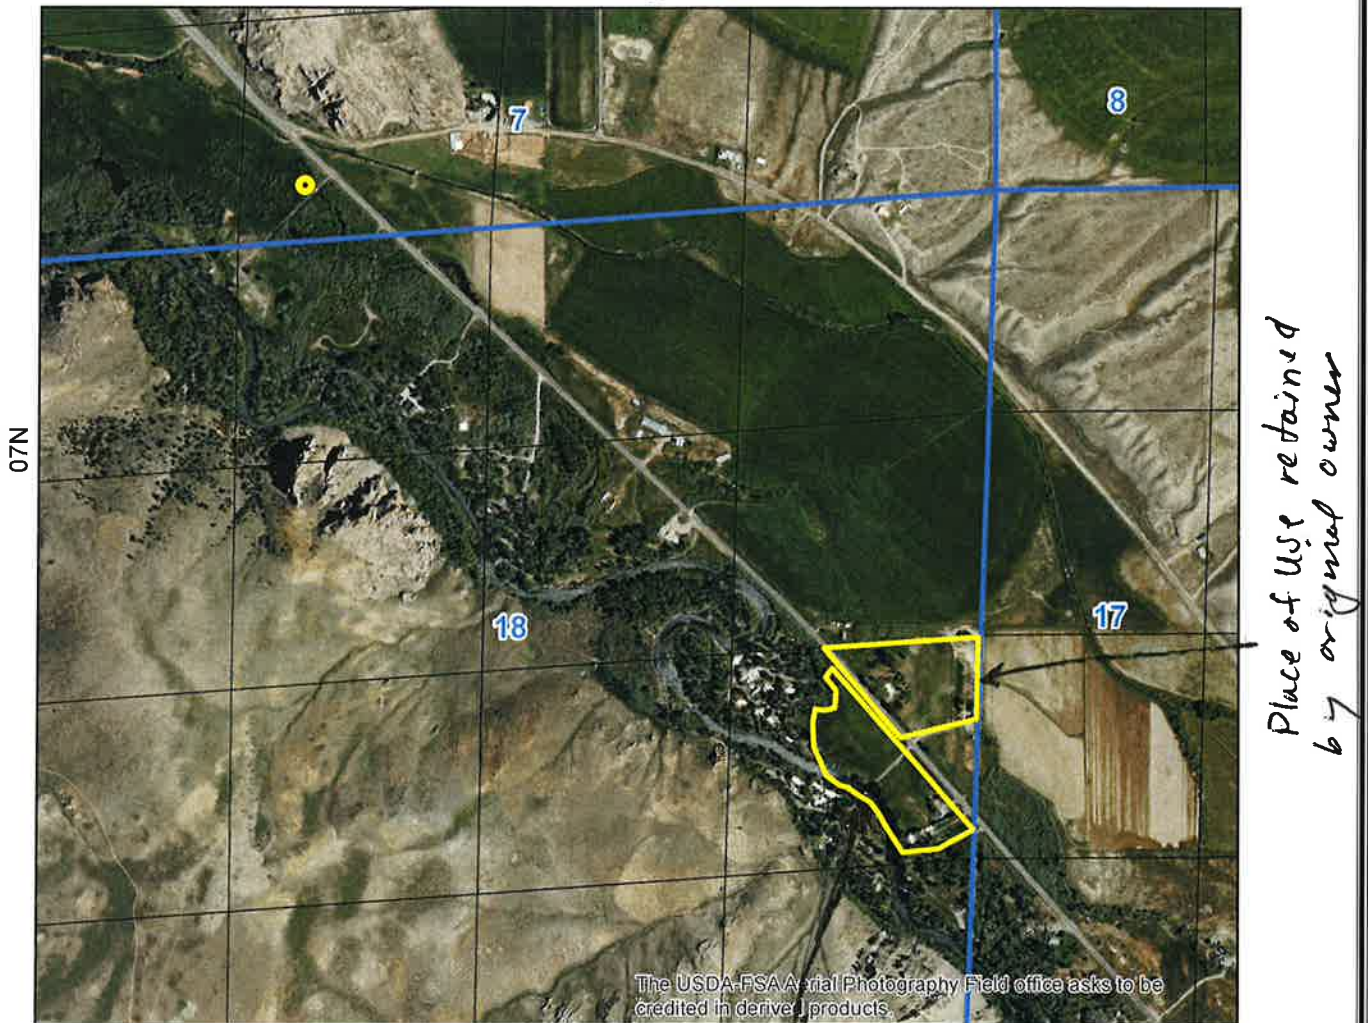 7
8
07N
18
17
Place of Use retained
by original owner
The USDA-FSA Aerial Photography Field office asks to be
credited in derived products.